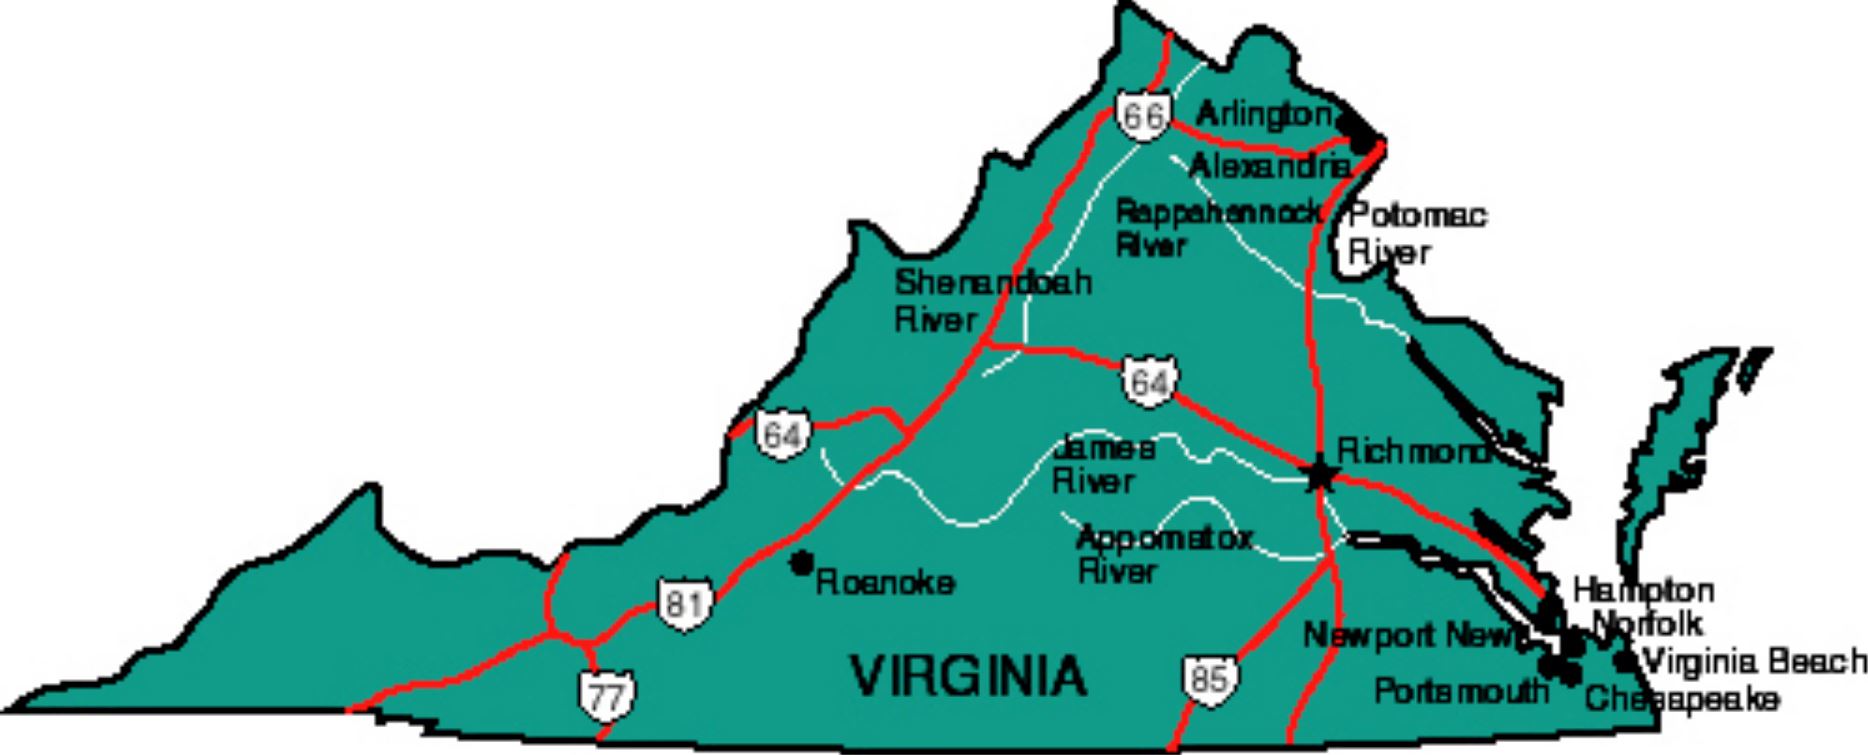 66
Arlington
Alexandria
Rappahannock
River
Potomac
River
Shenandoah
River
64
64
James
River
Richmond
Appomatox
River
Roanoke
81
Hampton
Norfolk
Newport News
Virginia Beach
VIRGINIA
85
77
Portsmouth
Chesapeake